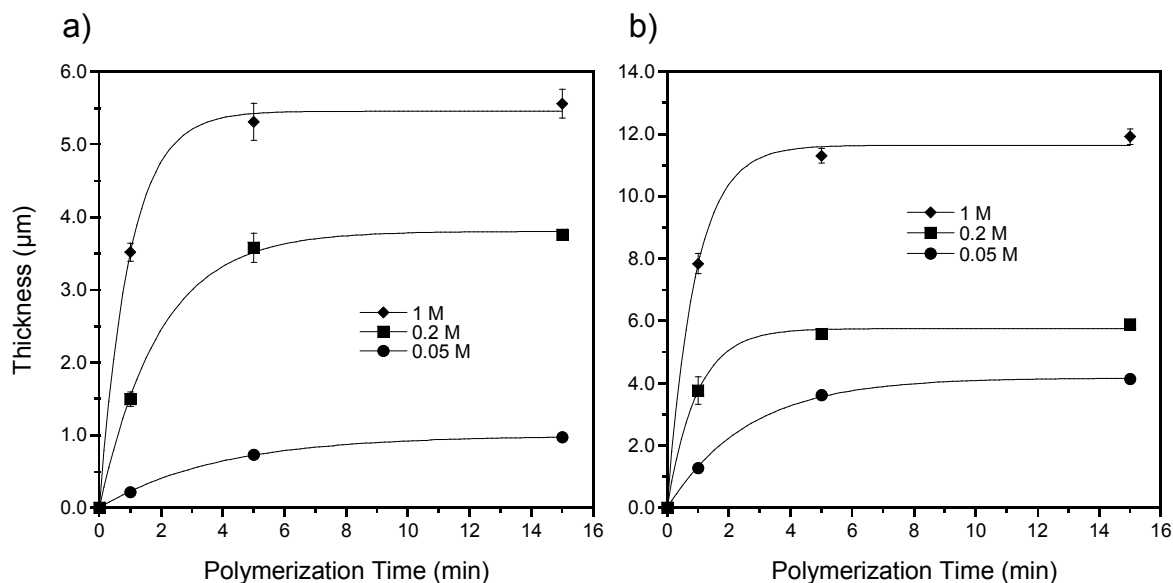 a)
6.0
5.0
4.0
3.0
2.0
1.0
0.0
0 2 4 6 8 10 12 14 16
Thickness (µm)
Polymerization Time (min)
1 M
0.2 M
0.05 M
b)
14.0
12.0
10.0
8.0
6.0
4.0
2.0
0.0
0 2 4 6 8 10 12 14 16
Polymerization Time (min)
1 M
0.2 M
0.05 M